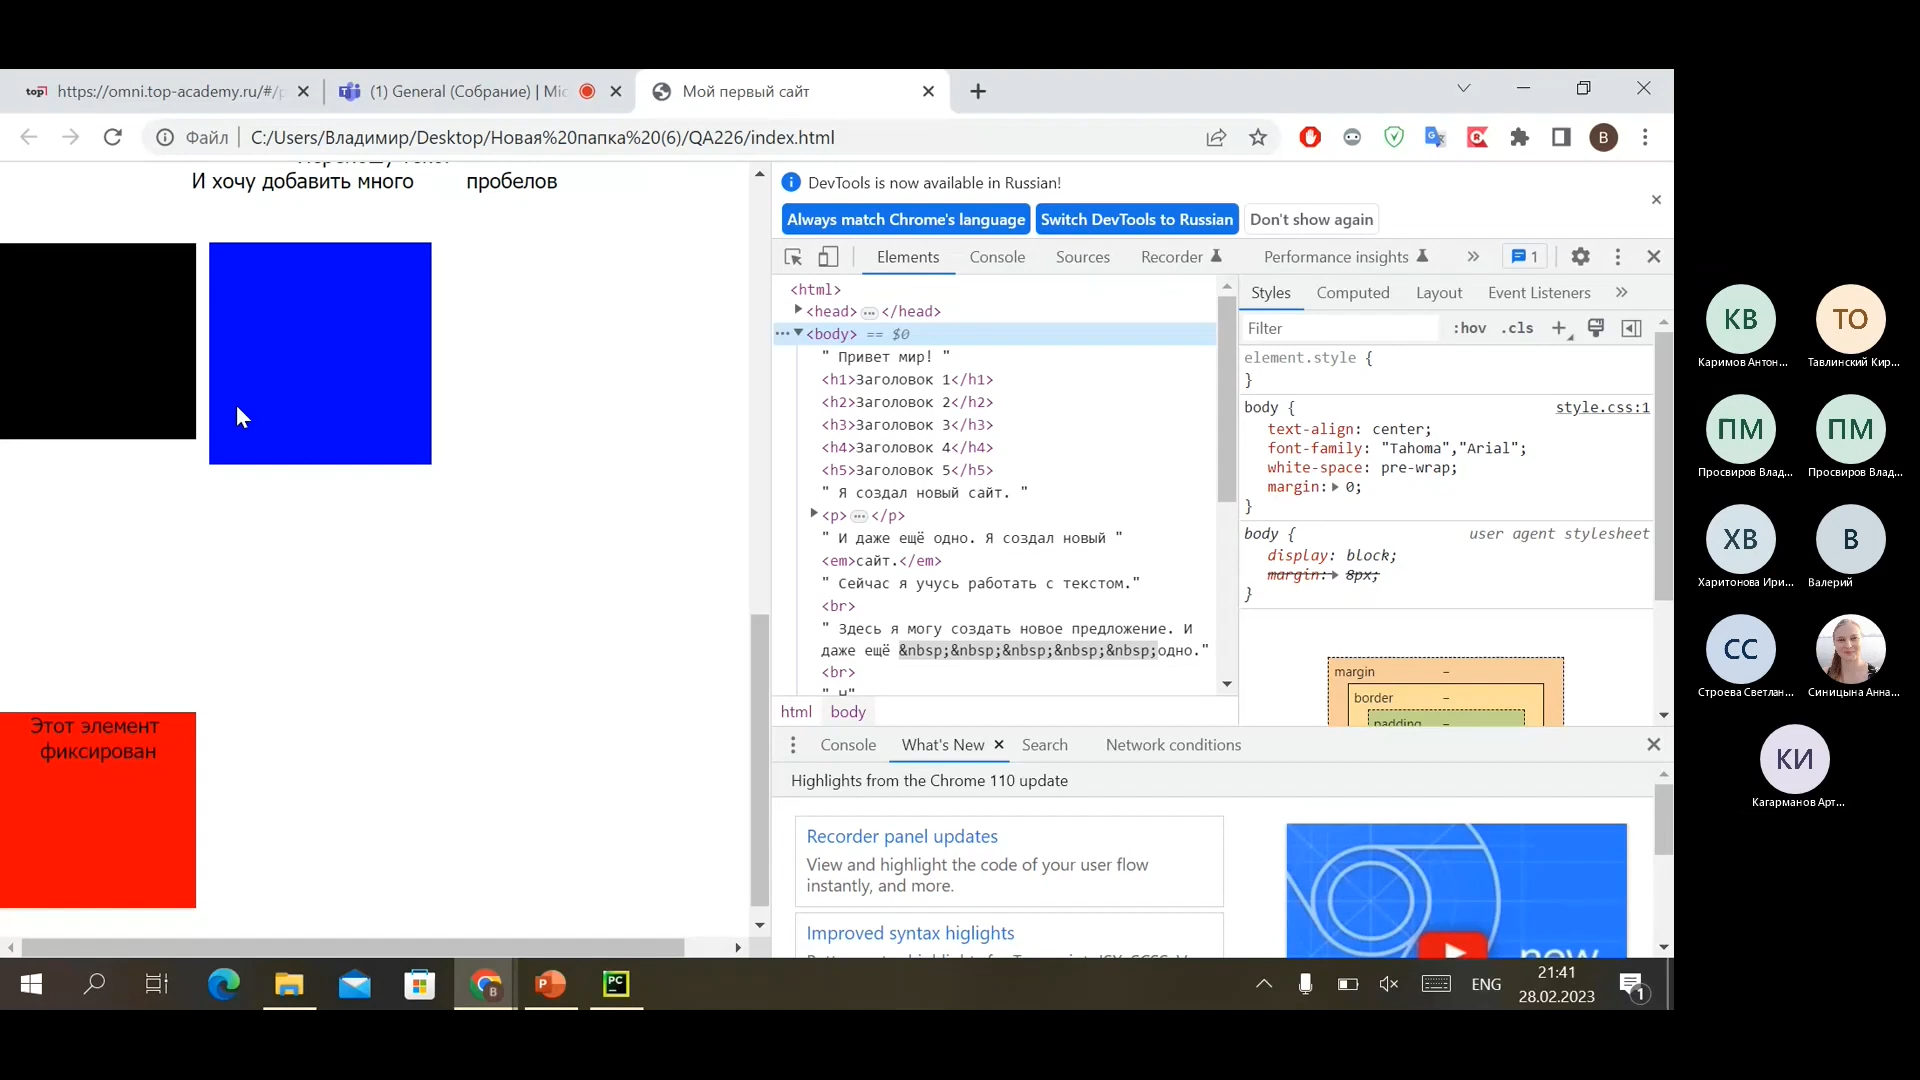 top
https://omni.top-academy.ru/#/p
(1) General (Собрание) | Mic
Мой первый сайт
Файл
C:/Users/Владимир/Desktop/Новая%20папка%20(6)/QA226/index.html
B
И хочу добавить много пробелов
Этот элемент
фиксирован
DevTools is now available in Russian!
Always match Chrome's language
Switch DevTools to Russian
Don't show again
Elements
Console
Sources
Recorder
Performance insights
1
<html>
<head> … </head>
<body> == $0
" Привет мир! "
<h1>Заголовок 1</h1>
<h2>Заголовок 2</h2>
<h3>Заголовок 3</h3>
<h4>Заголовок 4</h4>
<h5>Заголовок 5</h5>
" Я создал новый сайт. "
<p> … </p>
" И даже ещё одно. Я создал новый "
<em>сайт.</em>
" Сейчас я учусь работать с текстом."
<br>
" Здесь я могу создать новое предложение. И
даже ещё &nbsp;&nbsp;&nbsp;&nbsp;&nbsp;одно."
<br>
html
body
Styles
Computed
Layout
Event Listeners
Filter
:hov
.cls
element.style {
}
body {
style.css:1
text-align: center;
font-family: "Tahoma","Arial";
white-space: pre-wrap;
margin: 0;
}
body {
user agent stylesheet
display: block;
margin: 8px;
}
margin
–
border
–
padding
–
Console
What's New
Search
Network conditions
Highlights from the Chrome 110 update
Recorder panel updates
View and highlight the code of your user flow
instantly, and more.
Improved syntax higlights
new
B
P
PC
ENG
21:41
28.02.2023
1
КВ
Каримов Антон...
ТО
Тавлинский Кир...
ПМ
Просвиров Влад...
ПМ
Просвиров Влад...
ХВ
Харитонова Ири...
В
Валерий
СС
Строева Светлан...
Синицына Анна...
КИ
Кагарманов Арт...